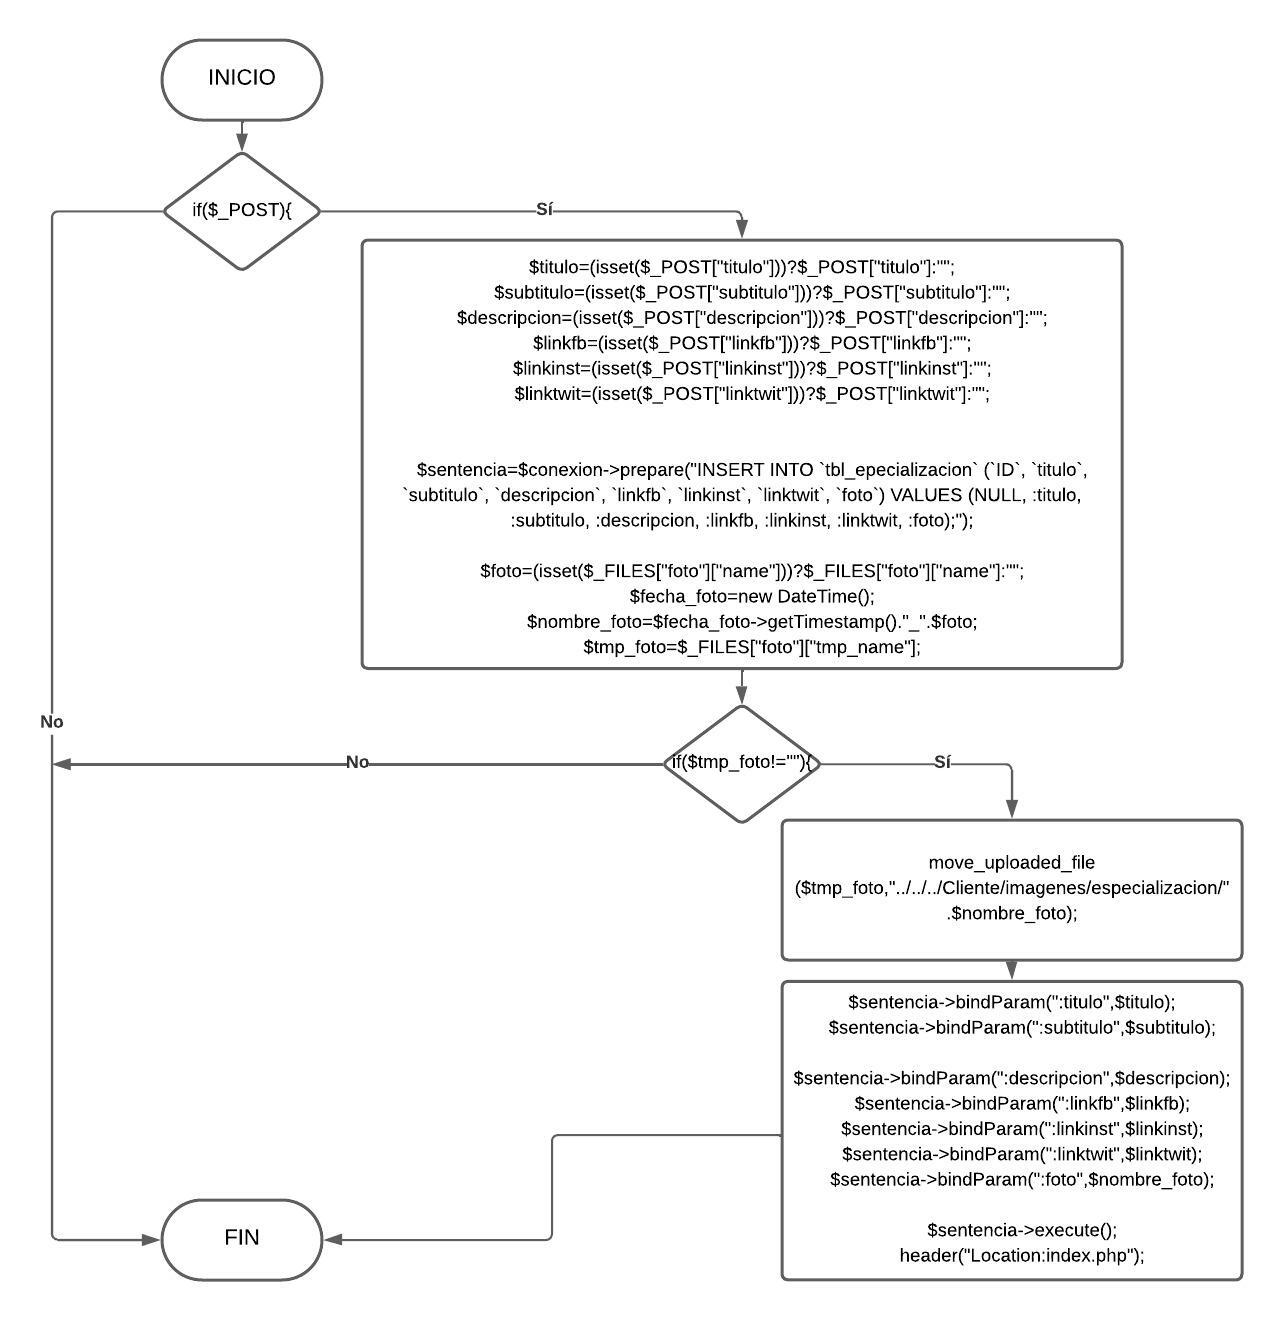 INICIO
if($_POST){
Sí
$titulo=(isset($_POST["titulo"]))?$_POST["titulo"]:"";
$subtitulo=(isset($_POST["subtitulo"]))?$_POST["subtitulo"]:"";
$descripcion=(isset($_POST["descripcion"]))?$_POST["descripcion"]:"";
$linkfb=(isset($_POST["linkfb"]))?$_POST["linkfb"]:"";
$linkinst=(isset($_POST["linkinst"]))?$_POST["linkinst"]:"";
$linktwit=(isset($_POST["linktwit"]))?$_POST["linktwit"]:"";
$sentencia=$conexion->prepare("INSERT INTO `tbl_epecializacion` (`ID`, `titulo`,
`subtitulo`, `descripcion`, `linkfb`, `linkinst`, `linktwit`, `foto`) VALUES (NULL, :titulo,
:subtitulo, :descripcion, :linkfb, :linkinst, :linktwit, :foto);");
$foto=(isset($_FILES["foto"]["name"]))?$_FILES["foto"]["name"]:"";
$fecha_foto=new DateTime();
$nombre_foto=$fecha_foto->getTimestamp()."_".$foto;
$tmp_foto=$_FILES["foto"]["tmp_name"];
No
No
if($tmp_foto!=""){
Sí
move_uploaded_file
($tmp_foto,"../../../Cliente/imagenes/especializacion/"
.$nombre_foto);
$sentencia->bindParam(":titulo",$titulo);
$sentencia->bindParam(":subtitulo",$subtitulo);
$sentencia->bindParam(":descripcion",$descripcion);
$sentencia->bindParam(":linkfb",$linkfb);
$sentencia->bindParam(":linkinst",$linkinst);
$sentencia->bindParam(":linktwit",$linktwit);
$sentencia->bindParam(":foto",$nombre_foto);
$sentencia->execute();
header("Location:index.php");
FIN